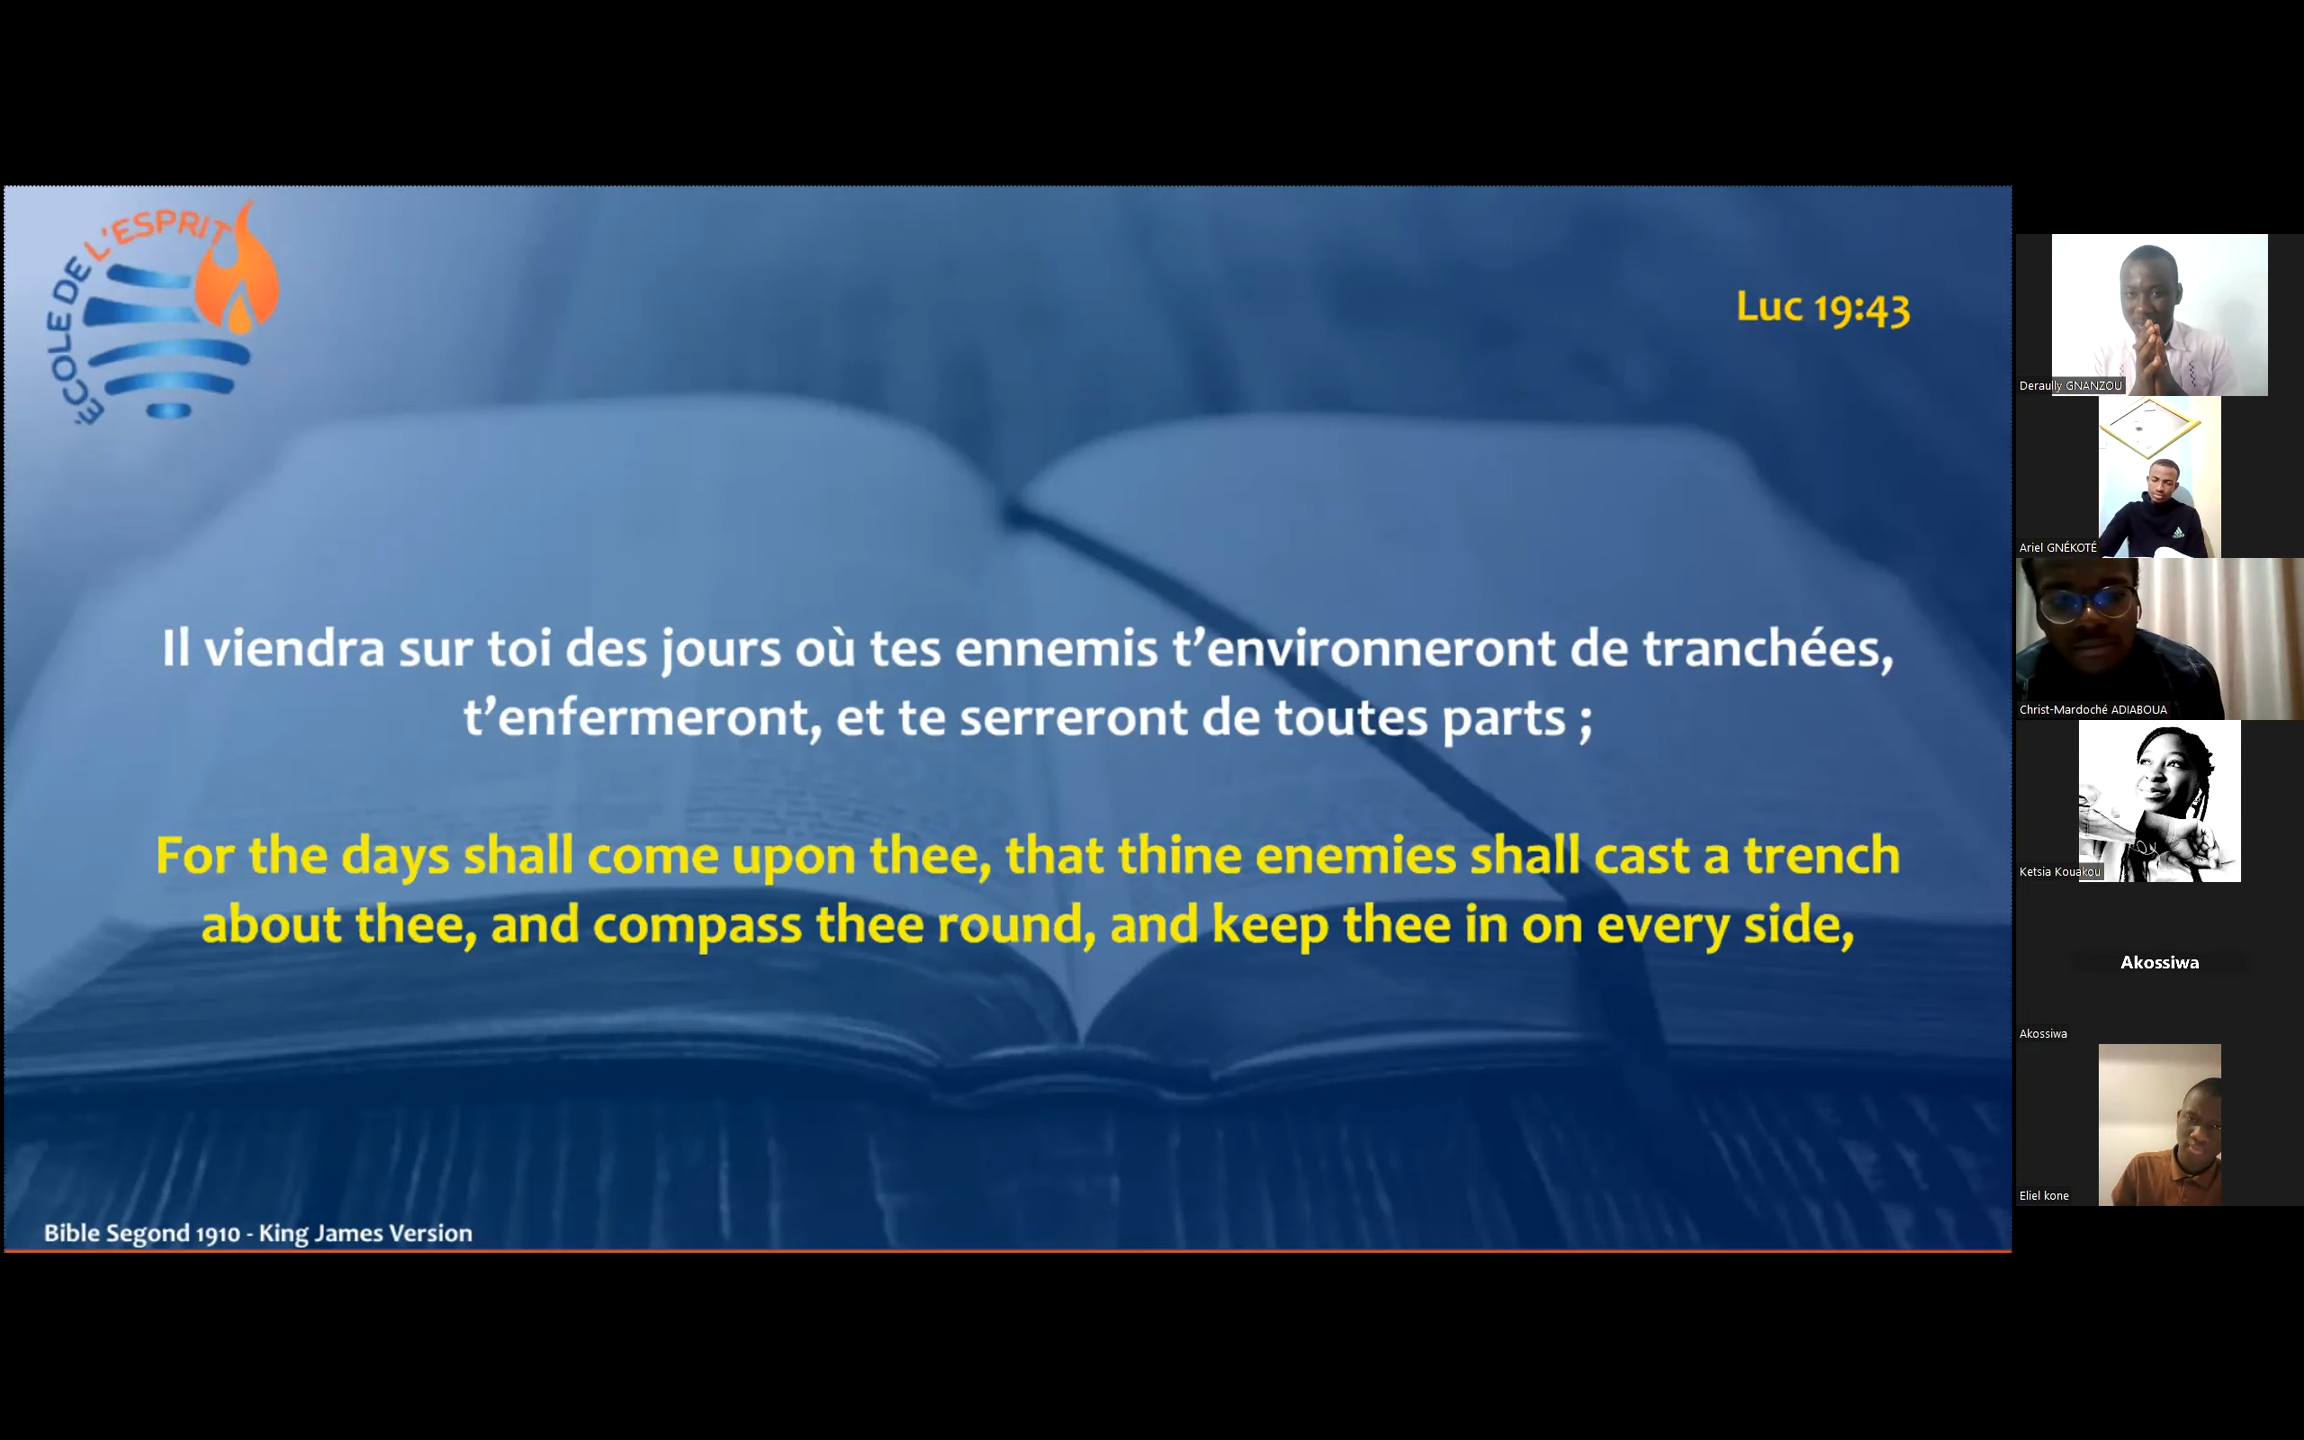 ÉCOLE DE L'ESPRIT
Luc 19:43
Il viendra sur toi des jours où tes ennemis t’environneront de tranchées,
t’enfermeront, et te serreront de toutes parts ;
For the days shall come upon thee, that thine enemies shall cast a trench
about thee, and compass thee round, and keep thee in on every side,
Bible Segond 1910 - King James Version
Deraully GNANZOU
Ariel GNÉKOTÉ
Christ-Mardoché ADIABOUA
Ketsia Kouakou
Akossiwa
Akossiwa
Eliel kone